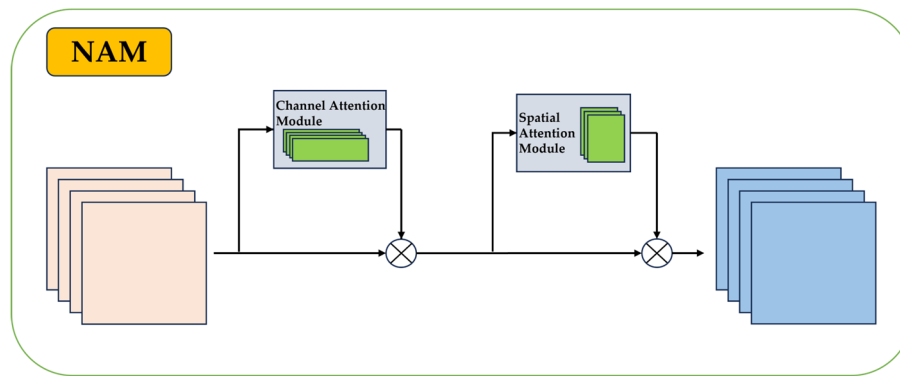 NAM
Channel Attention
Module
Spatial
Attention
Module